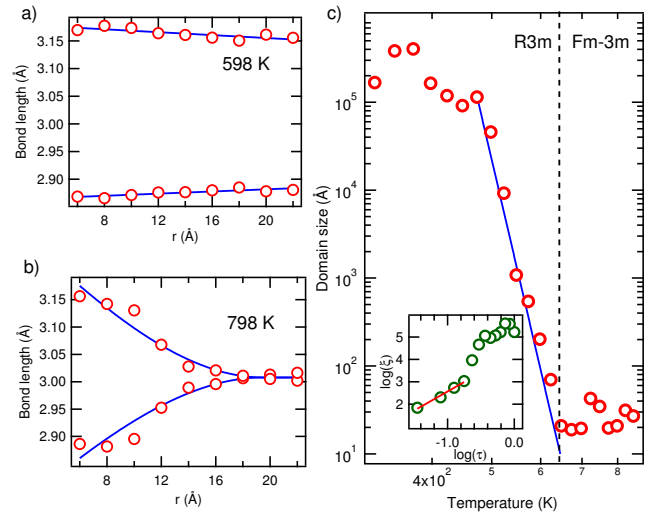 a)
Bond length (Å)
3.15
3.10
3.05
3.00
2.95
2.90
598 K
8 12 16 20
r (Å)
b)
Bond length (Å)
3.15
3.10
3.05
3.00
2.95
2.90
798 K
8 12 16 20
r (Å)
c)
R3m Fm-3m
Domain size (Å)
10^5
10^4
10^3
10^2
10^1
log(ξ)
5
4
3
2
-1.0 0.0
log(τ)
4x10^2 5 6 7 8
Temperature (K)